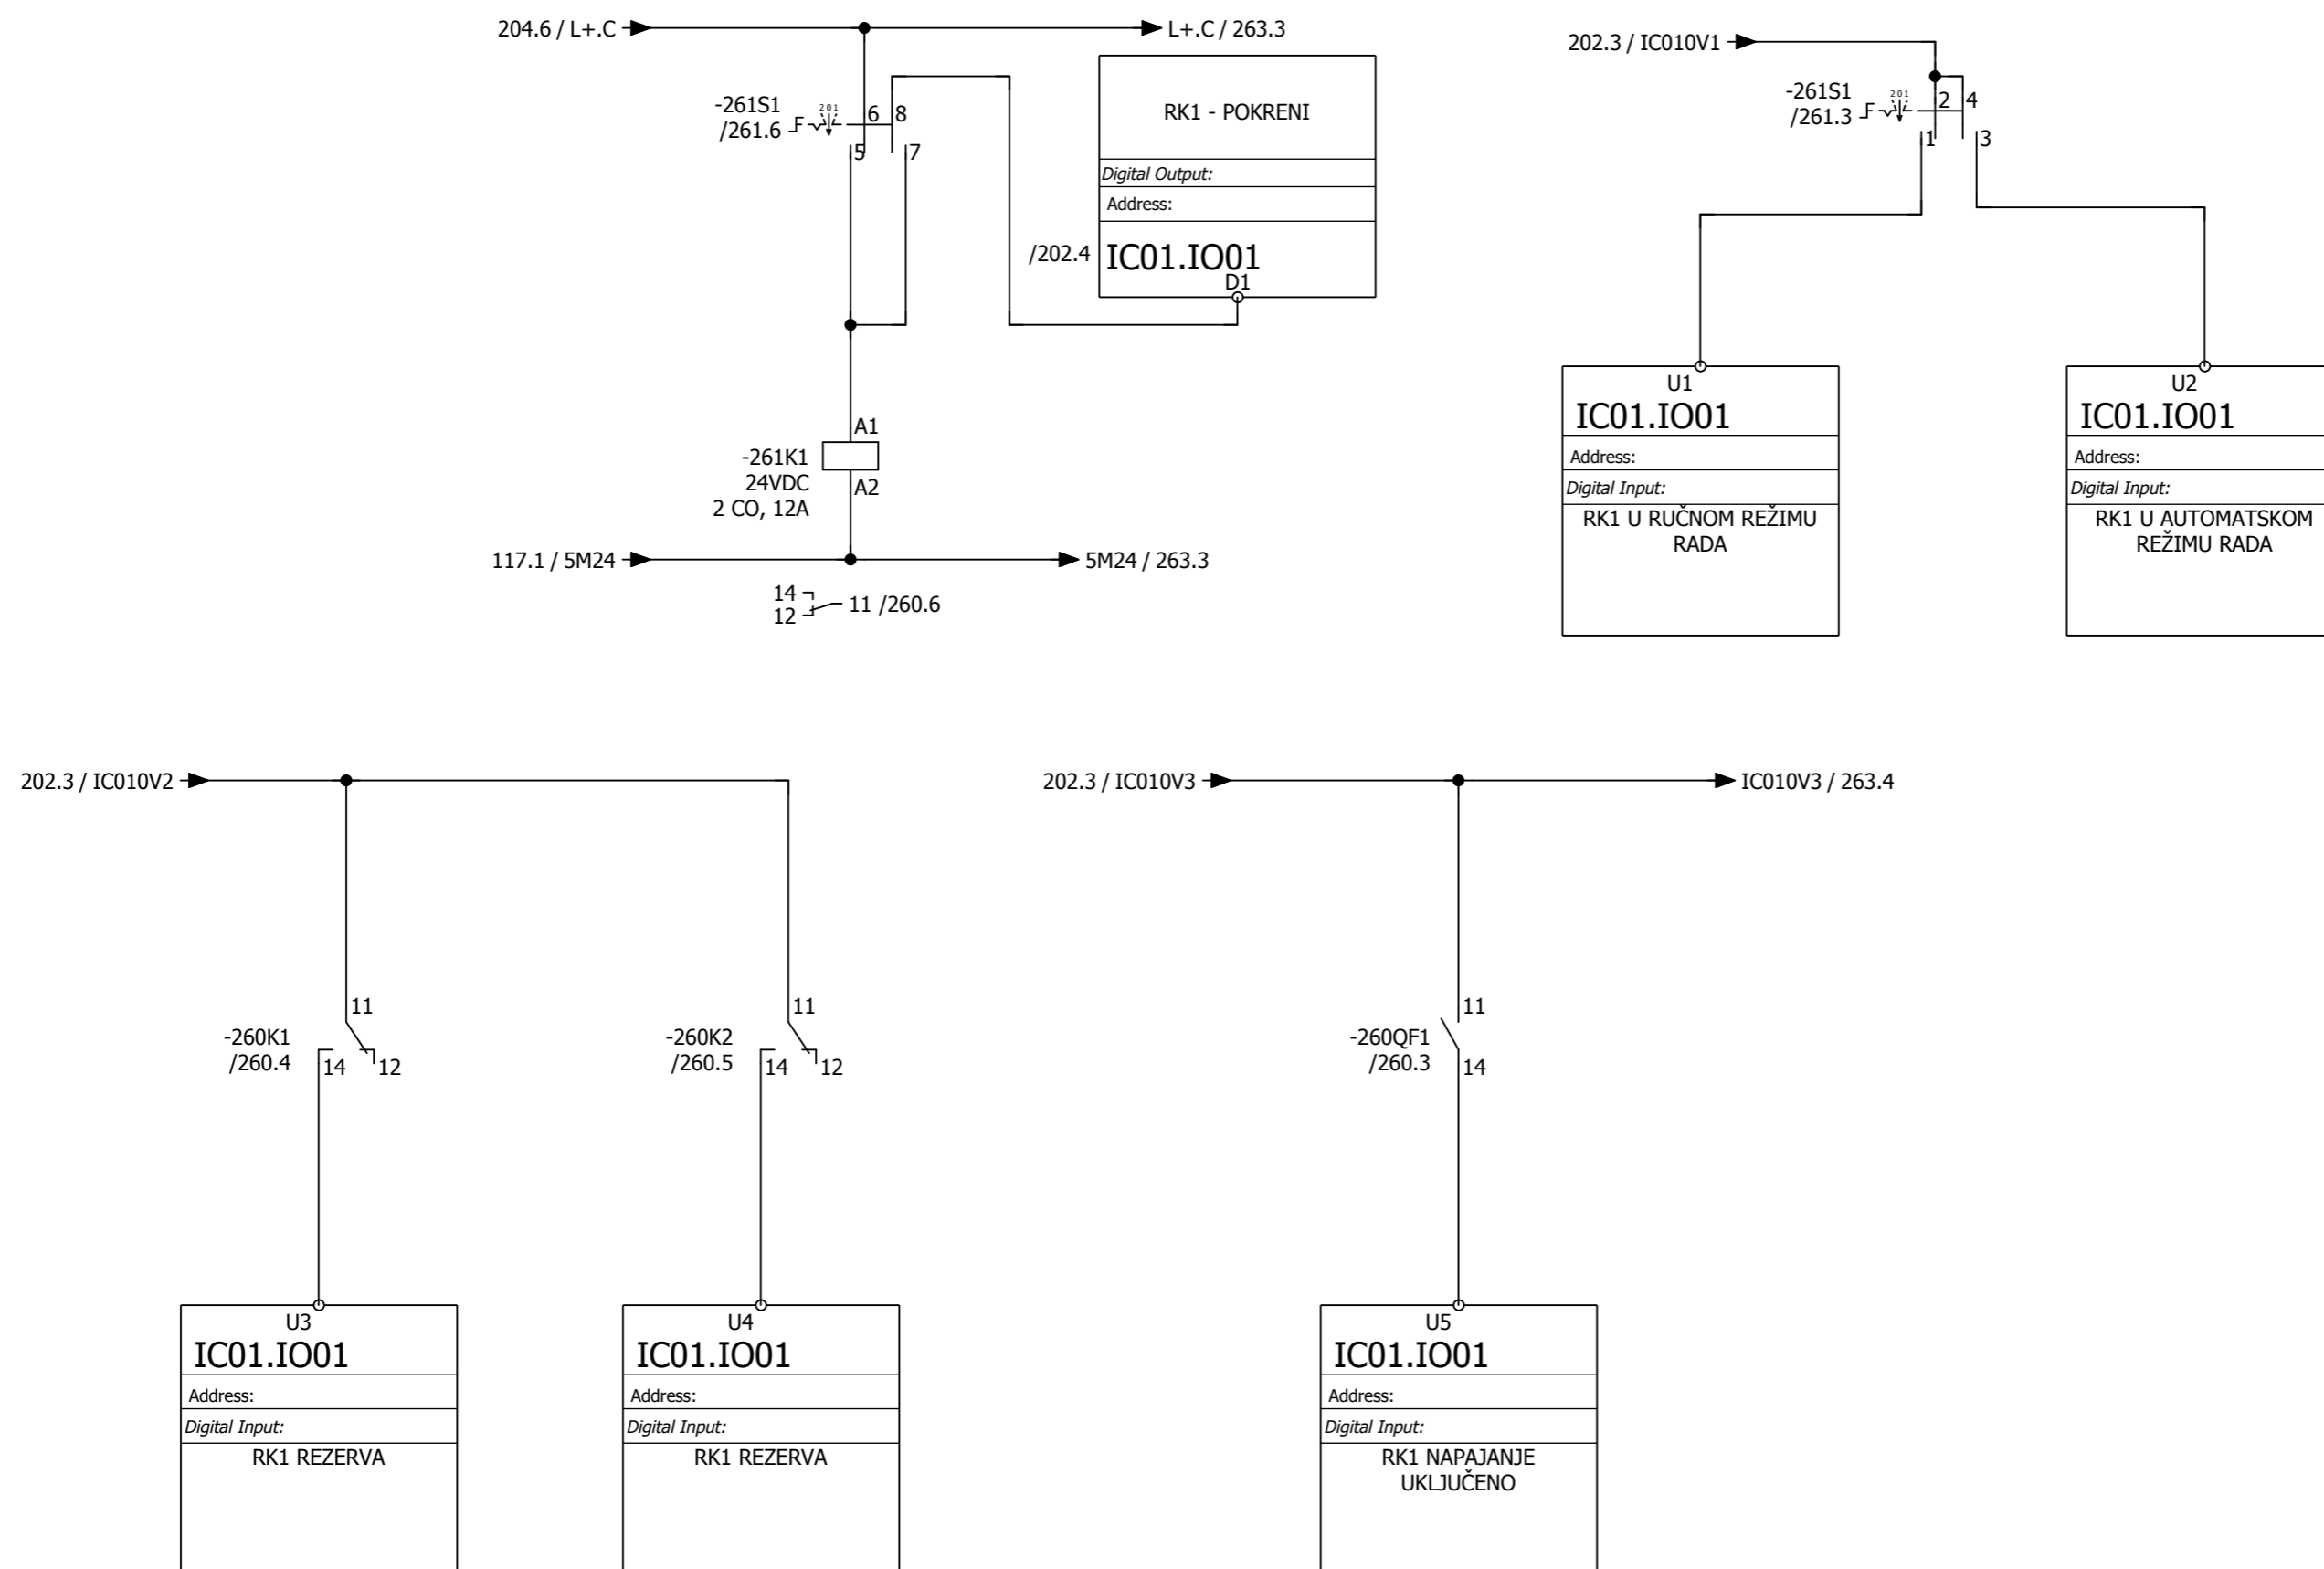 204.6 / L+.C
L+.C / 263.3
-261S1
/261.6
2 0 1
6
8
5
7
RK1 - POKRENI
Digital Output:
Address:
/202.4
IC01.IO01
D1
A1
-261K1
24VDC
2 CO, 12A
A2
117.1 / 5M24
5M24 / 263.3
14
12
11 /260.6
202.3 / IC010V1
-261S1
/261.3
2 0 1
2
4
1
3
U1
IC01.IO01
Address:
Digital Input:
RK1 U RUČNOM REŽIMU
RADA
U2
IC01.IO01
Address:
Digital Input:
RK1 U AUTOMATSKOM
REŽIMU RADA
202.3 / IC010V2
11
-260K1
/260.4
14
12
11
-260K2
/260.5
14
12
U3
IC01.IO01
Address:
Digital Input:
RK1 REZERVA
U4
IC01.IO01
Address:
Digital Input:
RK1 REZERVA
202.3 / IC010V3
IC010V3 / 263.4
11
-260QF1
/260.3
14
U5
IC01.IO01
Address:
Digital Input:
RK1 NAPAJANJE
UKLJUČENO